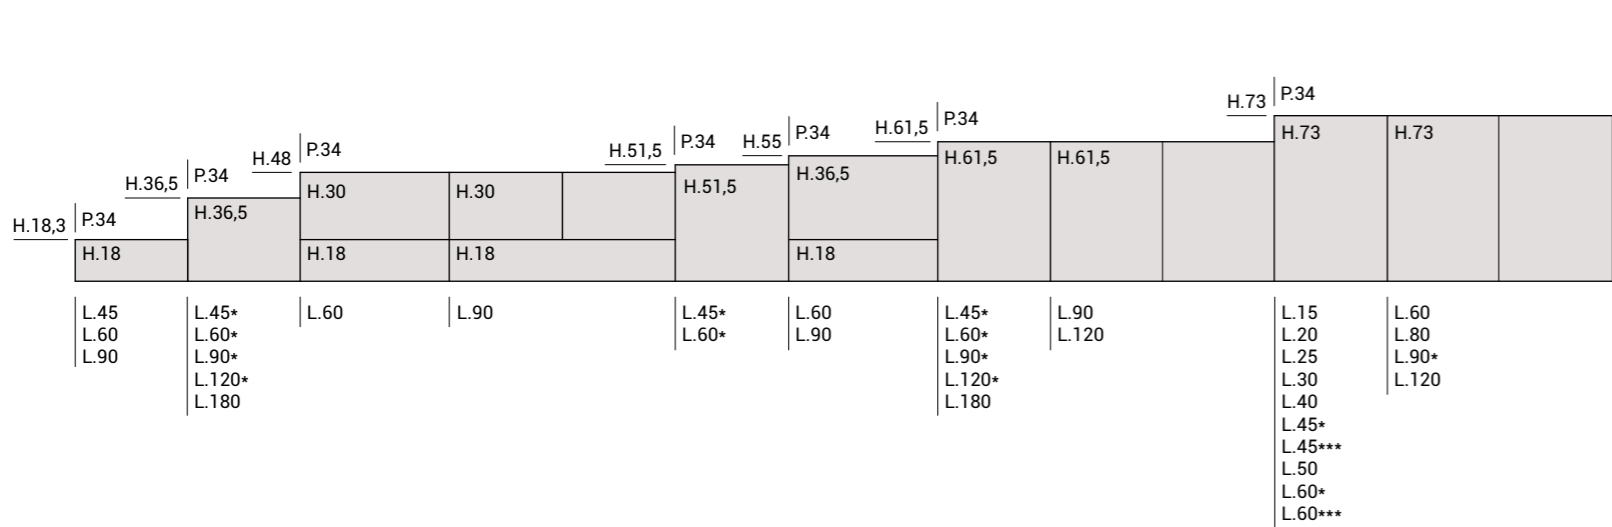 H.18,3
P.34
H.18
L.45
L.60
L.90
H.36,5
P.34
H.36,5
L.45*
L.60*
L.90*
L.120*
L.180
H.48
P.34
H.30
H.18
L.60
H.30
H.18
L.90
H.51,5
P.34
H.51,5
L.45*
L.60*
H.55
P.34
H.36,5
H.18
L.60
L.90
H.61,5
P.34
H.61,5
L.45*
L.60*
L.90*
L.120*
L.180
H.61,5
L.90
L.120
H.73
P.34
H.73
L.15
L.20
L.25
L.30
L.40
L.45*
L.45***
L.50
L.60*
L.60***
H.73
L.60
L.80
L.90*
L.120